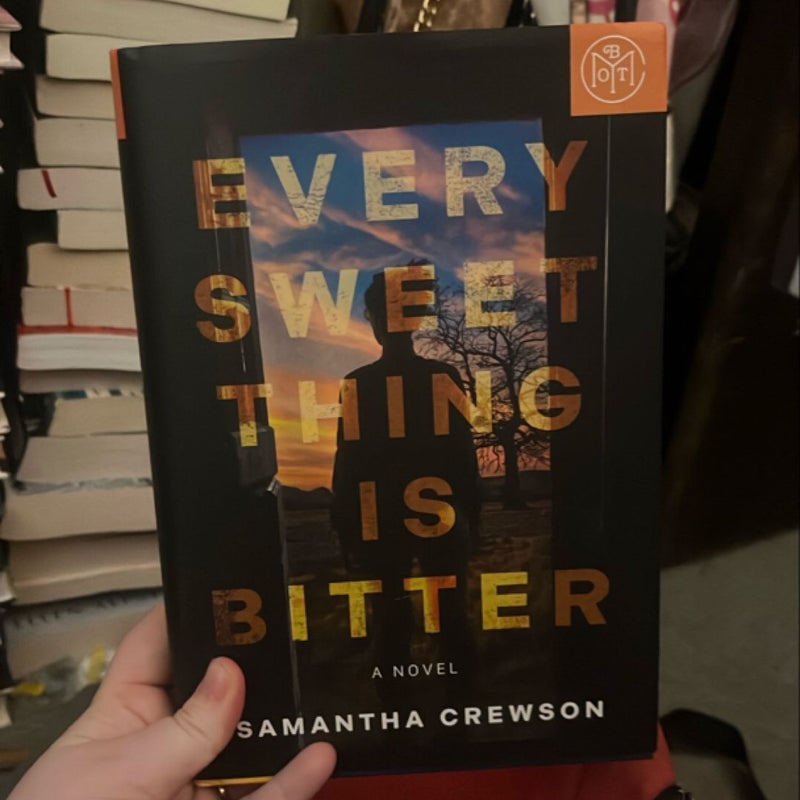 BOTM
EVERY
SWEET
THING
IS
BITTER
A NOVEL
SAMANTHA CREWSON